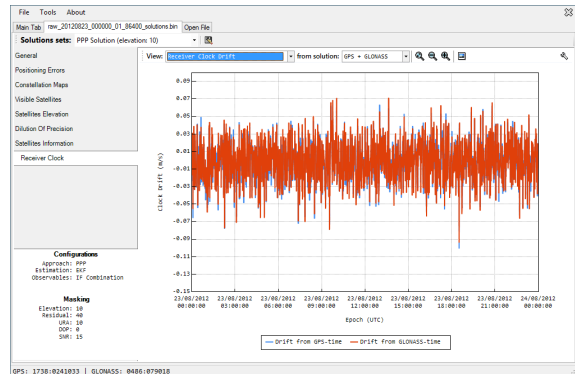 File Tools About
Main Tab raw_20120823_000000_01_86400_solutions.bin Open File
Solutions sets: PPP Solution (elevation: 10)
General
Positioning Errors
Constellation Maps
Visible Satellites
Satellites Elevation
Dilution Of Precision
Satellites Information
Receiver Clock
Configurations
Approach: PPP
Estimation: EKF
Observables: IF Combination
Masking
Elevation: 10
Residual: 40
URA: 10
DOP: 0
SNR: 15
View: Receiver Clock Drift from solution: GPS + GLONASS
Clock Drift (m/s)
0.09
0.07
0.05
0.03
0.01
-0.01
-0.03
-0.05
-0.07
-0.09
-0.11
-0.13
-0.15
23/08/2012 23/08/2012 23/08/2012 23/08/2012 23/08/2012 23/08/2012 23/08/2012 23/08/2012 24/08/2012
00:00:00 03:00:00 06:00:00 09:00:00 12:00:00 15:00:00 18:00:00 21:00:00 00:00:00
Epoch (UTC)
Drift from GPS-time Drift from GLONASS-time
GPS: 1738:0241033 | GLONASS: 0486:079018